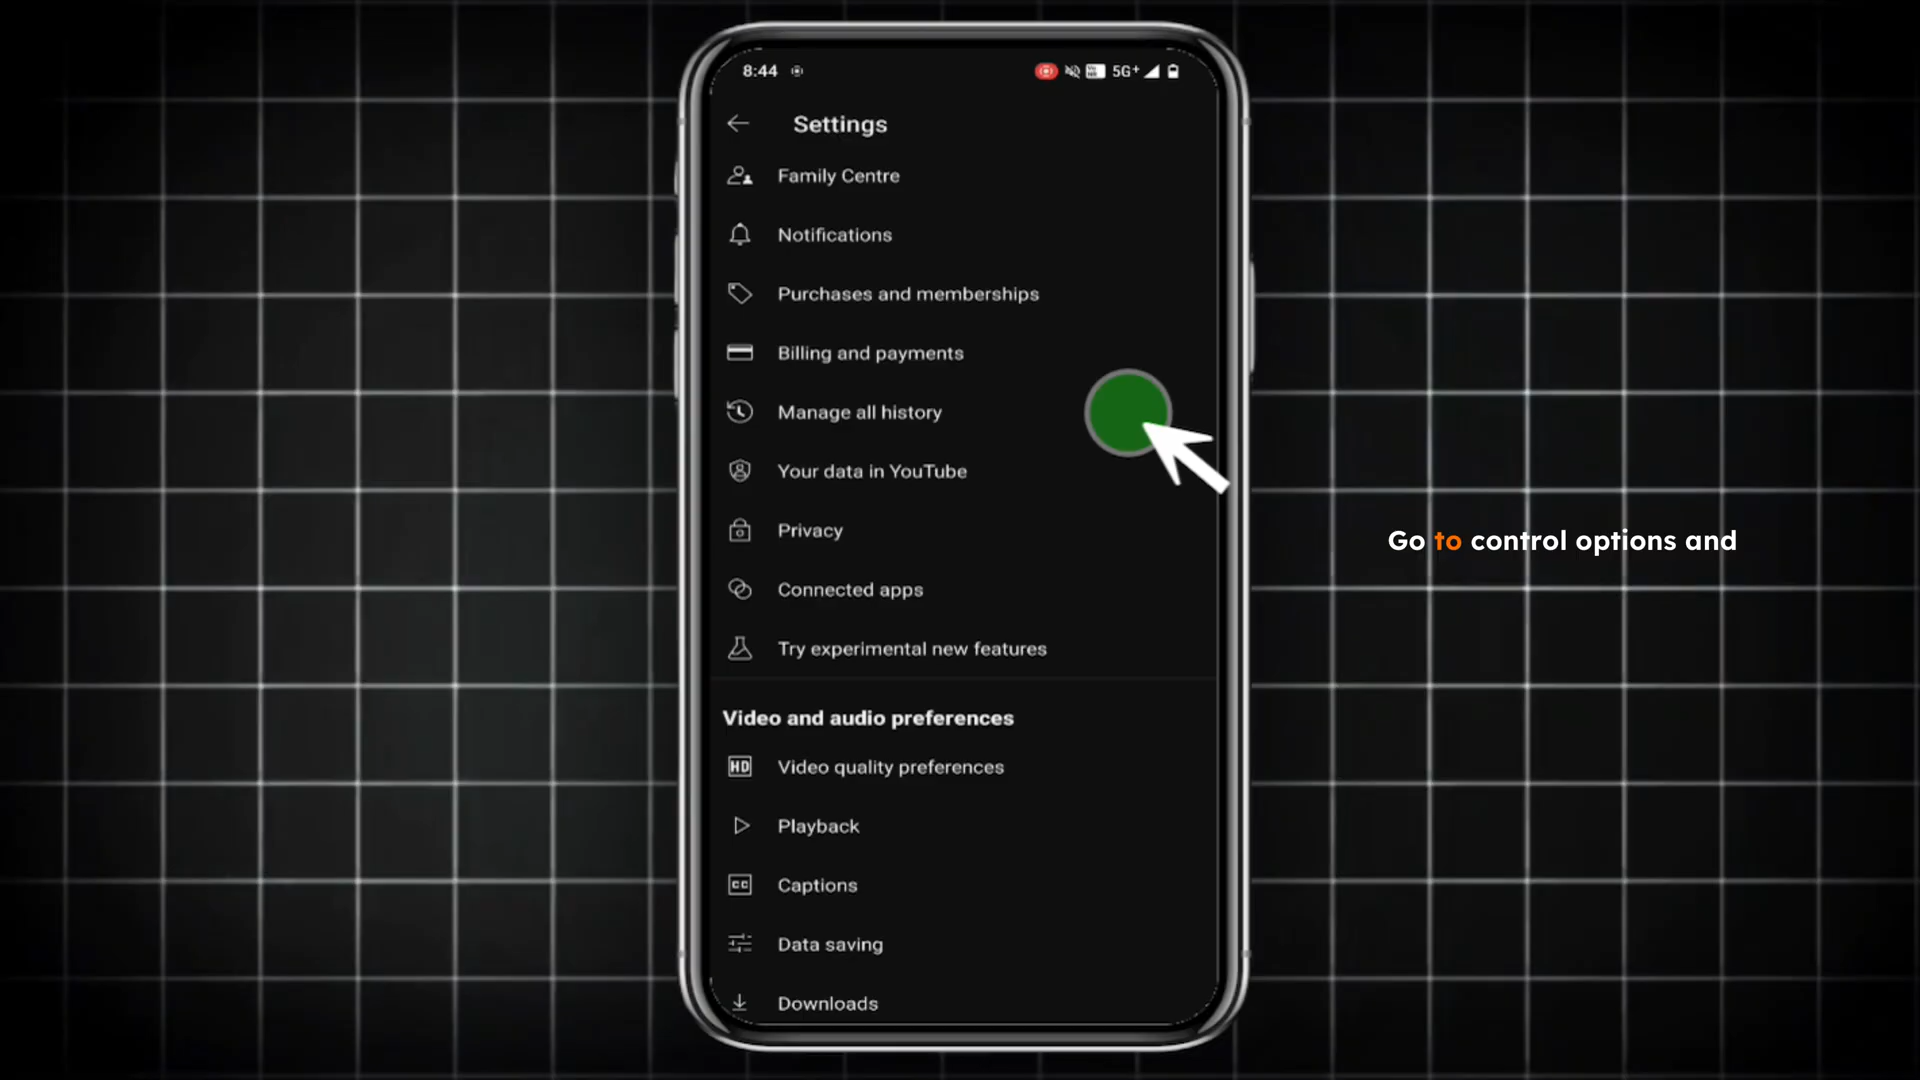 8:44
5G+
Settings
Family Centre
Notifications
Purchases and memberships
Billing and payments
Manage all history
Your data in YouTube
Privacy
Connected apps
Try experimental new features
Video and audio preferences
HD Video quality preferences
Playback
CC Captions
Data saving
Downloads
Go to control options and